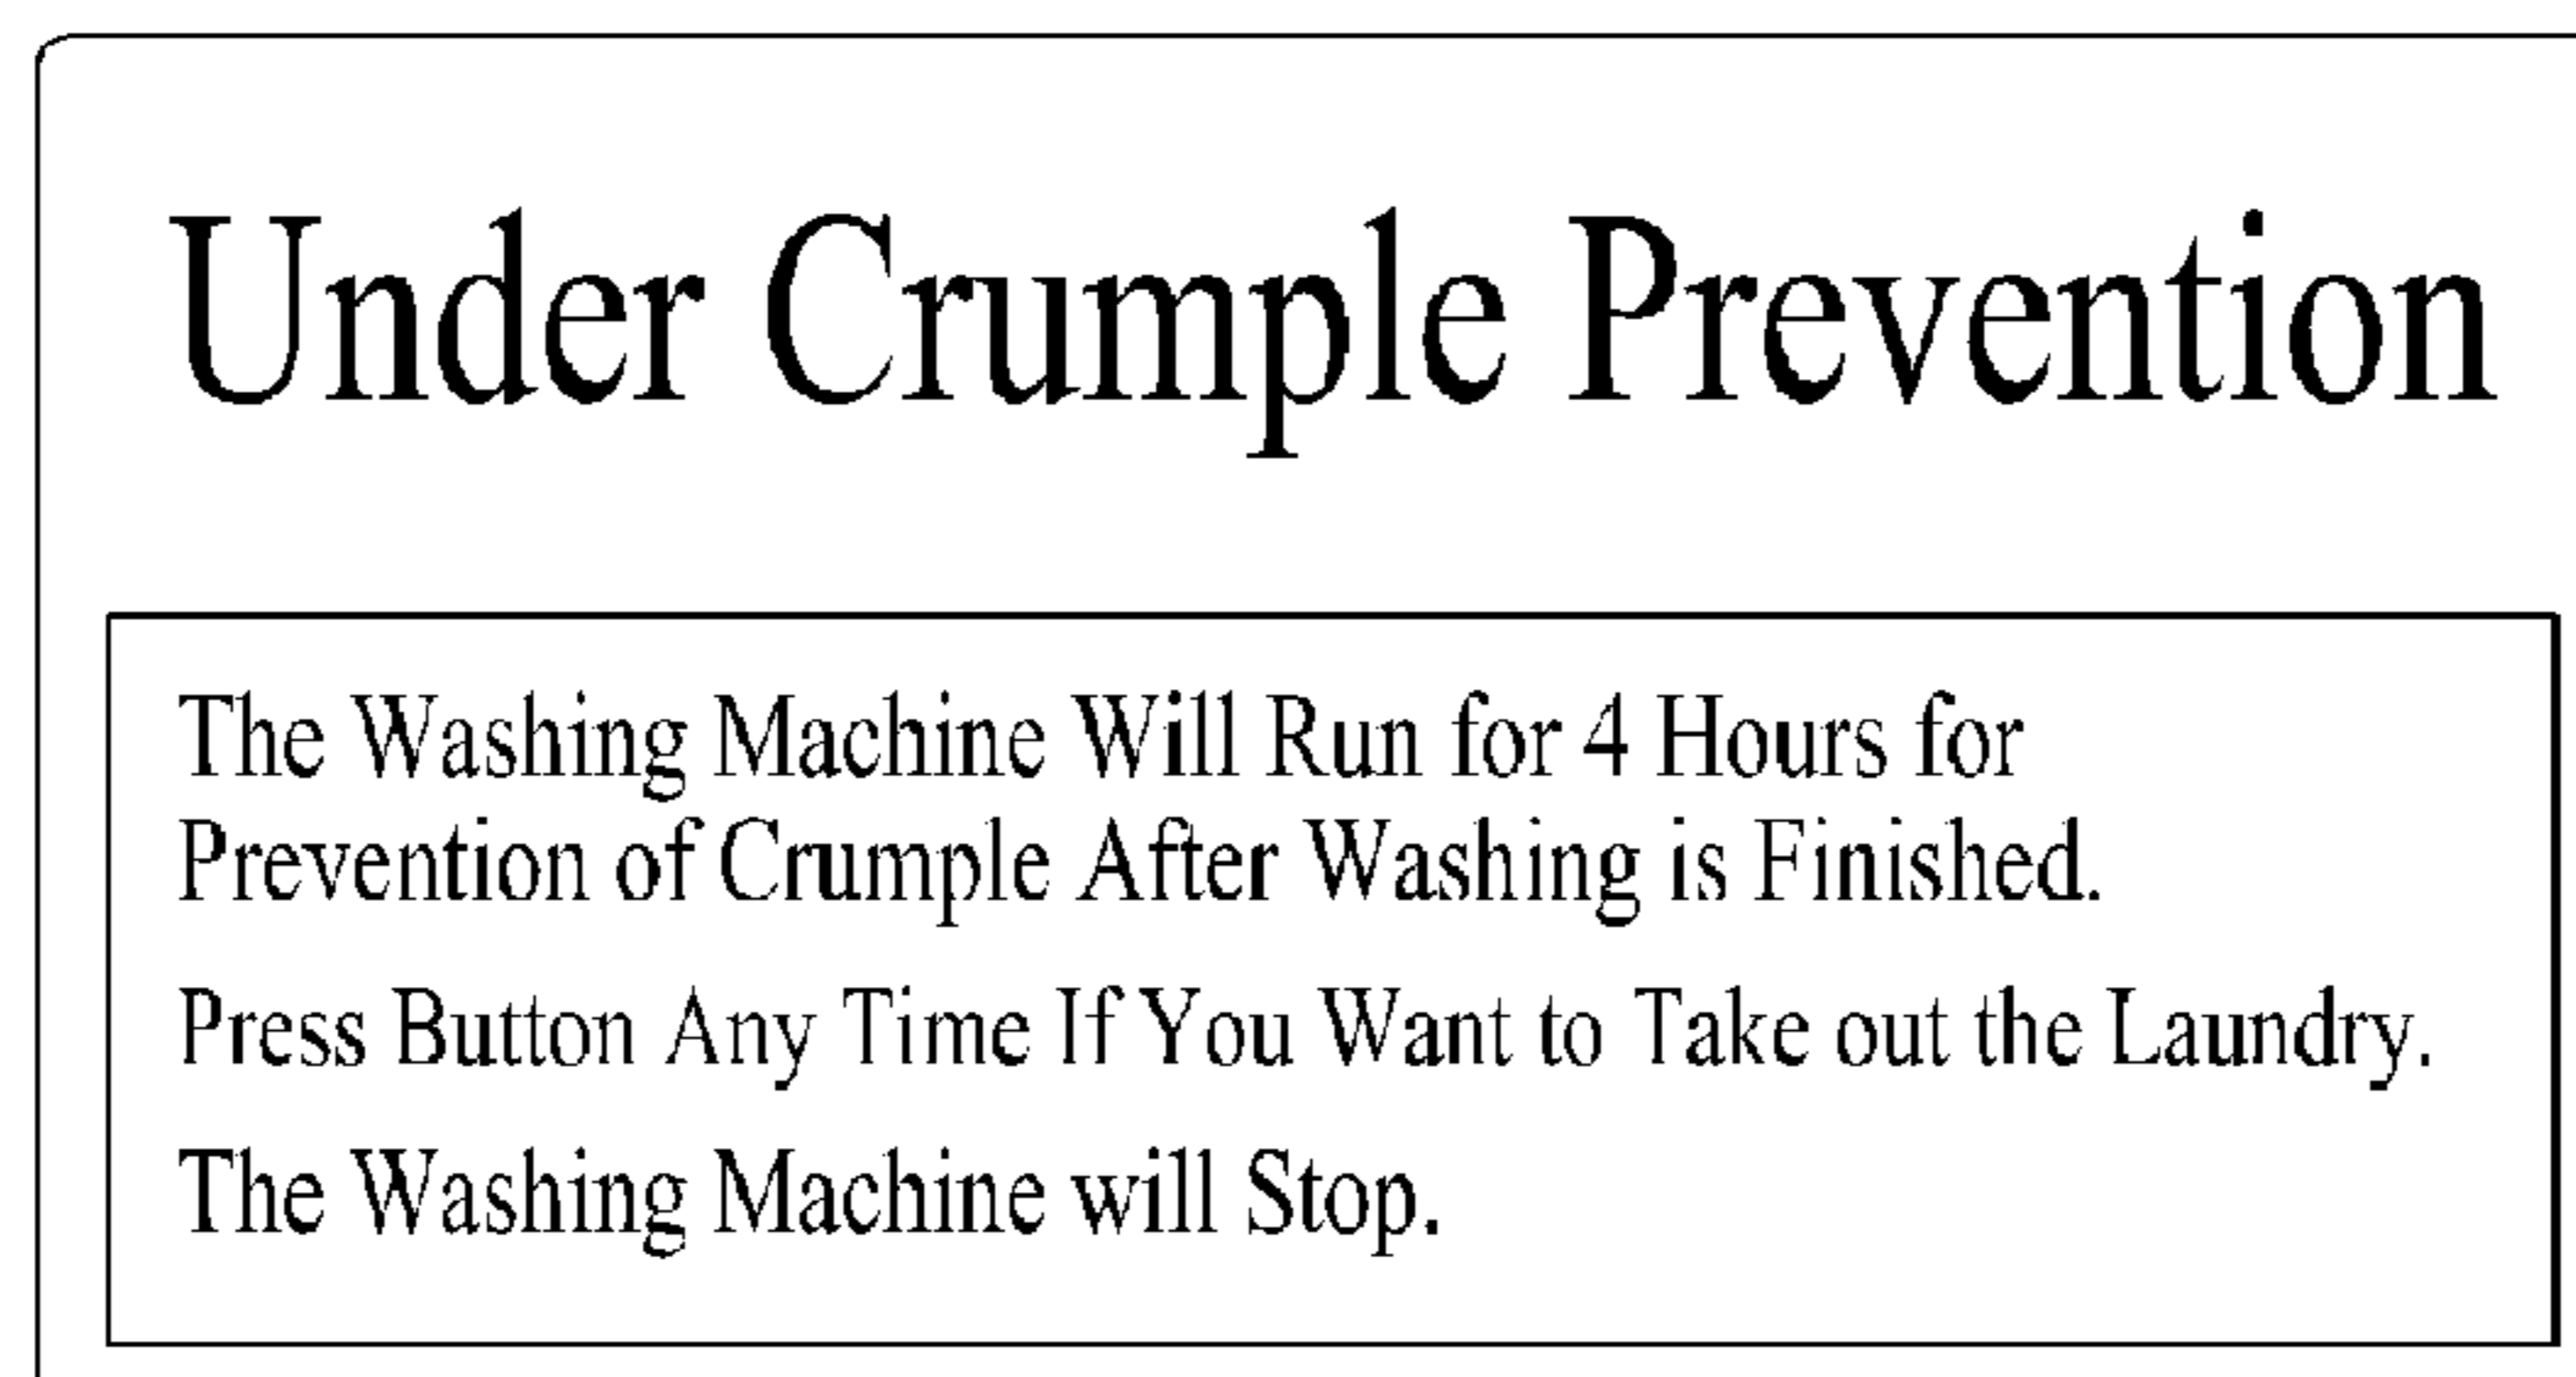 Under Crumple Prevention
The Washing Machine Will Run for 4 Hours for
Prevention of Crumple After Washing is Finished.
Press Button Any Time If You Want to Take out the Laundry.
The Washing Machine will Stop.